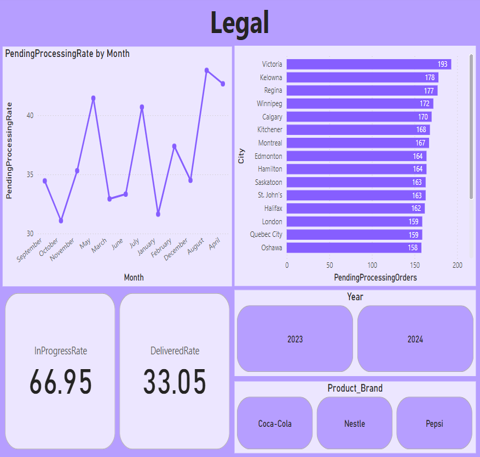 Legal
PendingProcessingRate by Month
PendingProcessingRate
40
35
30
September
October
November
May
March
June
July
January
February
December
August
April
Month
City
Victoria 193
Kelowna 178
Regina 177
Winnipeg 172
Calgary 170
Kitchener 168
Montreal 167
Edmonton 164
Hamilton 164
Saskatoon 163
St. John's 163
Halifax 162
London 159
Quebec City 159
Oshawa 158
0 50 100 150 200
PendingProcessingOrders
InProgressRate
66.95
DeliveredRate
33.05
Year
2023
2024
Product_Brand
Coca-Cola
Nestle
Pepsi